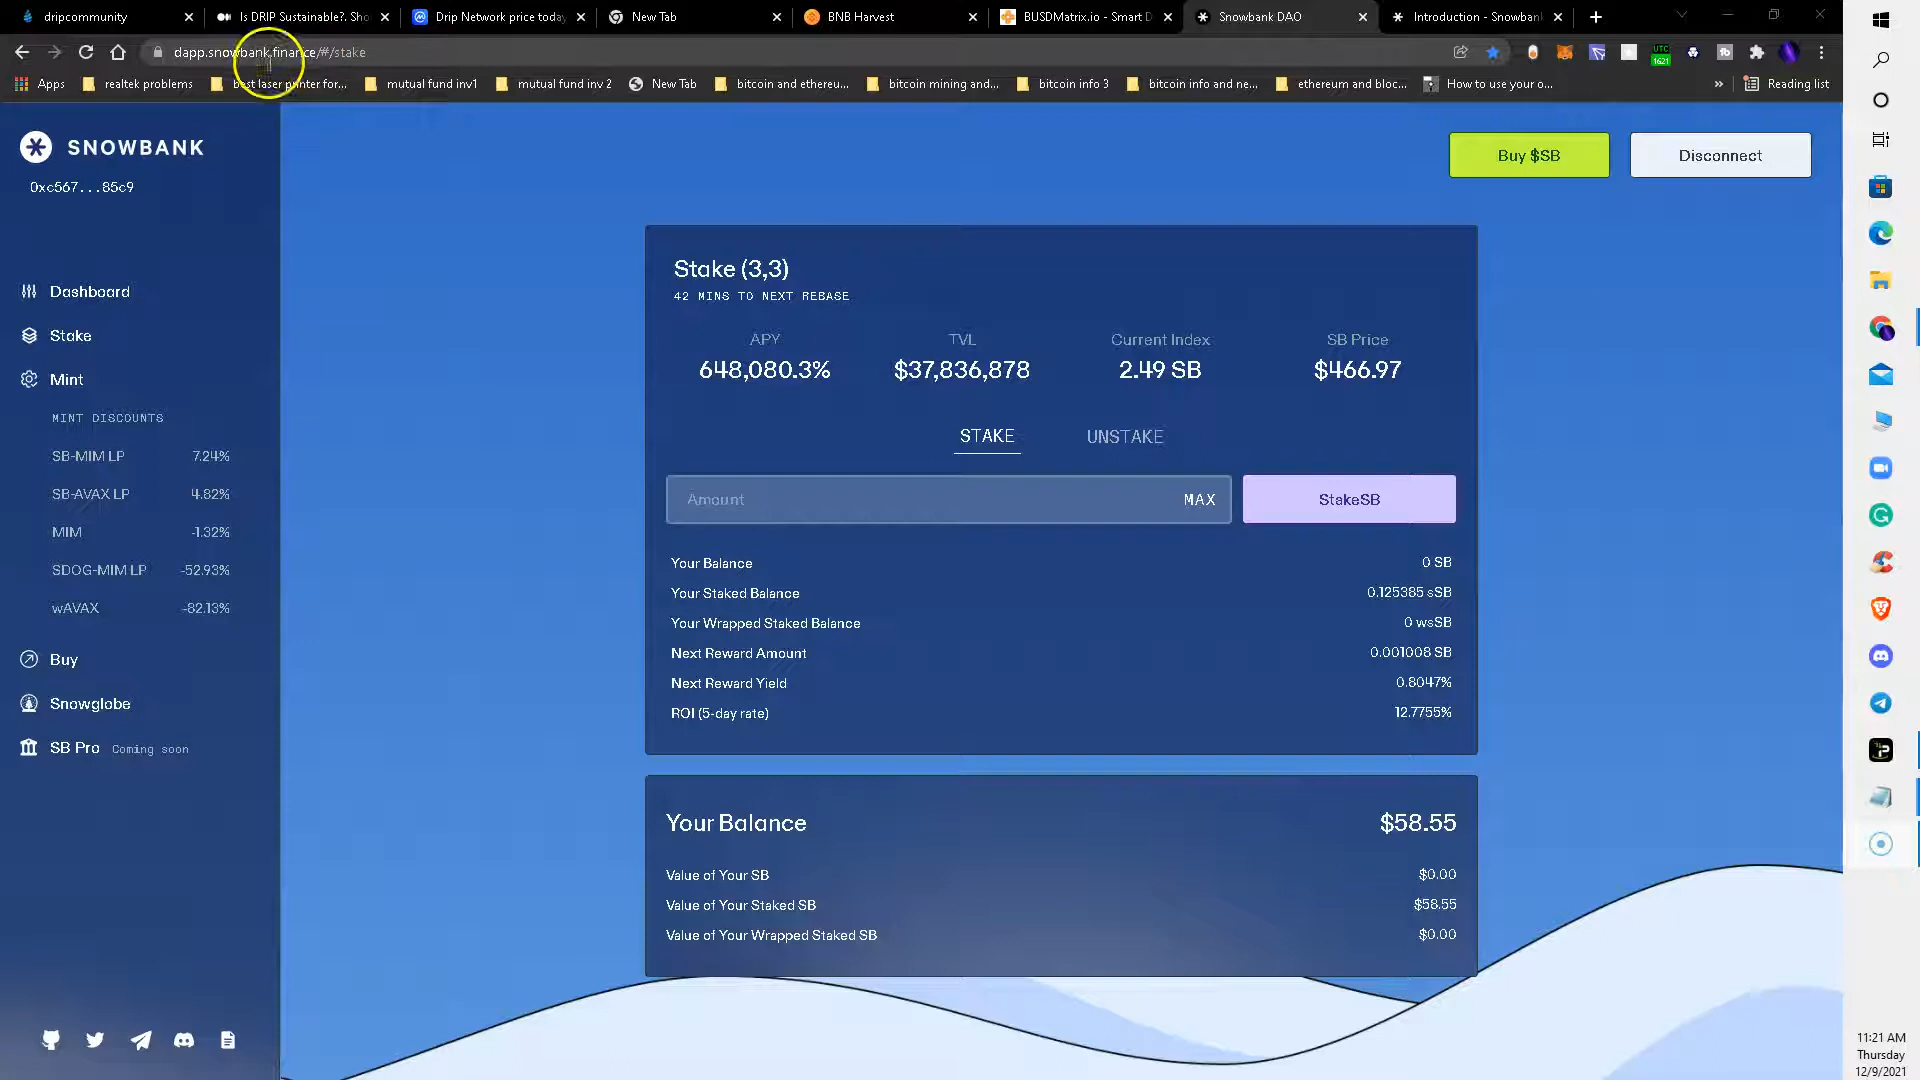 dripcommunity
Is DRIP Sustainable?. Sho
Drip Network price today
New Tab
BNB Harvest
BUSDMatrix.io - Smart D
Snowbank DAO
Introduction - Snowbank
dapp.snowbank.finance/#/stake
UTC
1621
Apps
realtek problems
best laser printer for...
mutual fund inv1
mutual fund inv 2
New Tab
bitcoin and ethereu...
bitcoin mining and...
bitcoin info 3
bitcoin info and ne...
ethereum and bloc...
How to use your o...
»
Reading list
SNOWBANK
0xc567...85c9
Dashboard
Stake
Mint
MINT DISCOUNTS
SB-MIM LP 7.24%
SB-AVAX LP 4.82%
MIM -1.32%
SDOG-MIM LP -52.93%
wAVAX -82.13%
Buy
Snowglobe
SB Pro Coming soon
Buy $SB
Disconnect
Stake (3,3)
42 MINS TO NEXT REBASE
APY TVL Current Index SB Price
648,080.3% $37,836,878 2.49 SB $466.97
STAKE UNSTAKE
Amount MAX StakeSB
Your Balance 0 SB
Your Staked Balance 0.125385 sSB
Your Wrapped Staked Balance 0 wsSB
Next Reward Amount 0.001008 SB
Next Reward Yield 0.8047%
ROI (5-day rate) 12.7755%
Your Balance $58.55
Value of Your SB $0.00
Value of Your Staked SB $58.55
Value of Your Wrapped Staked SB $0.00
11:21 AM
Thursday
12/9/2021